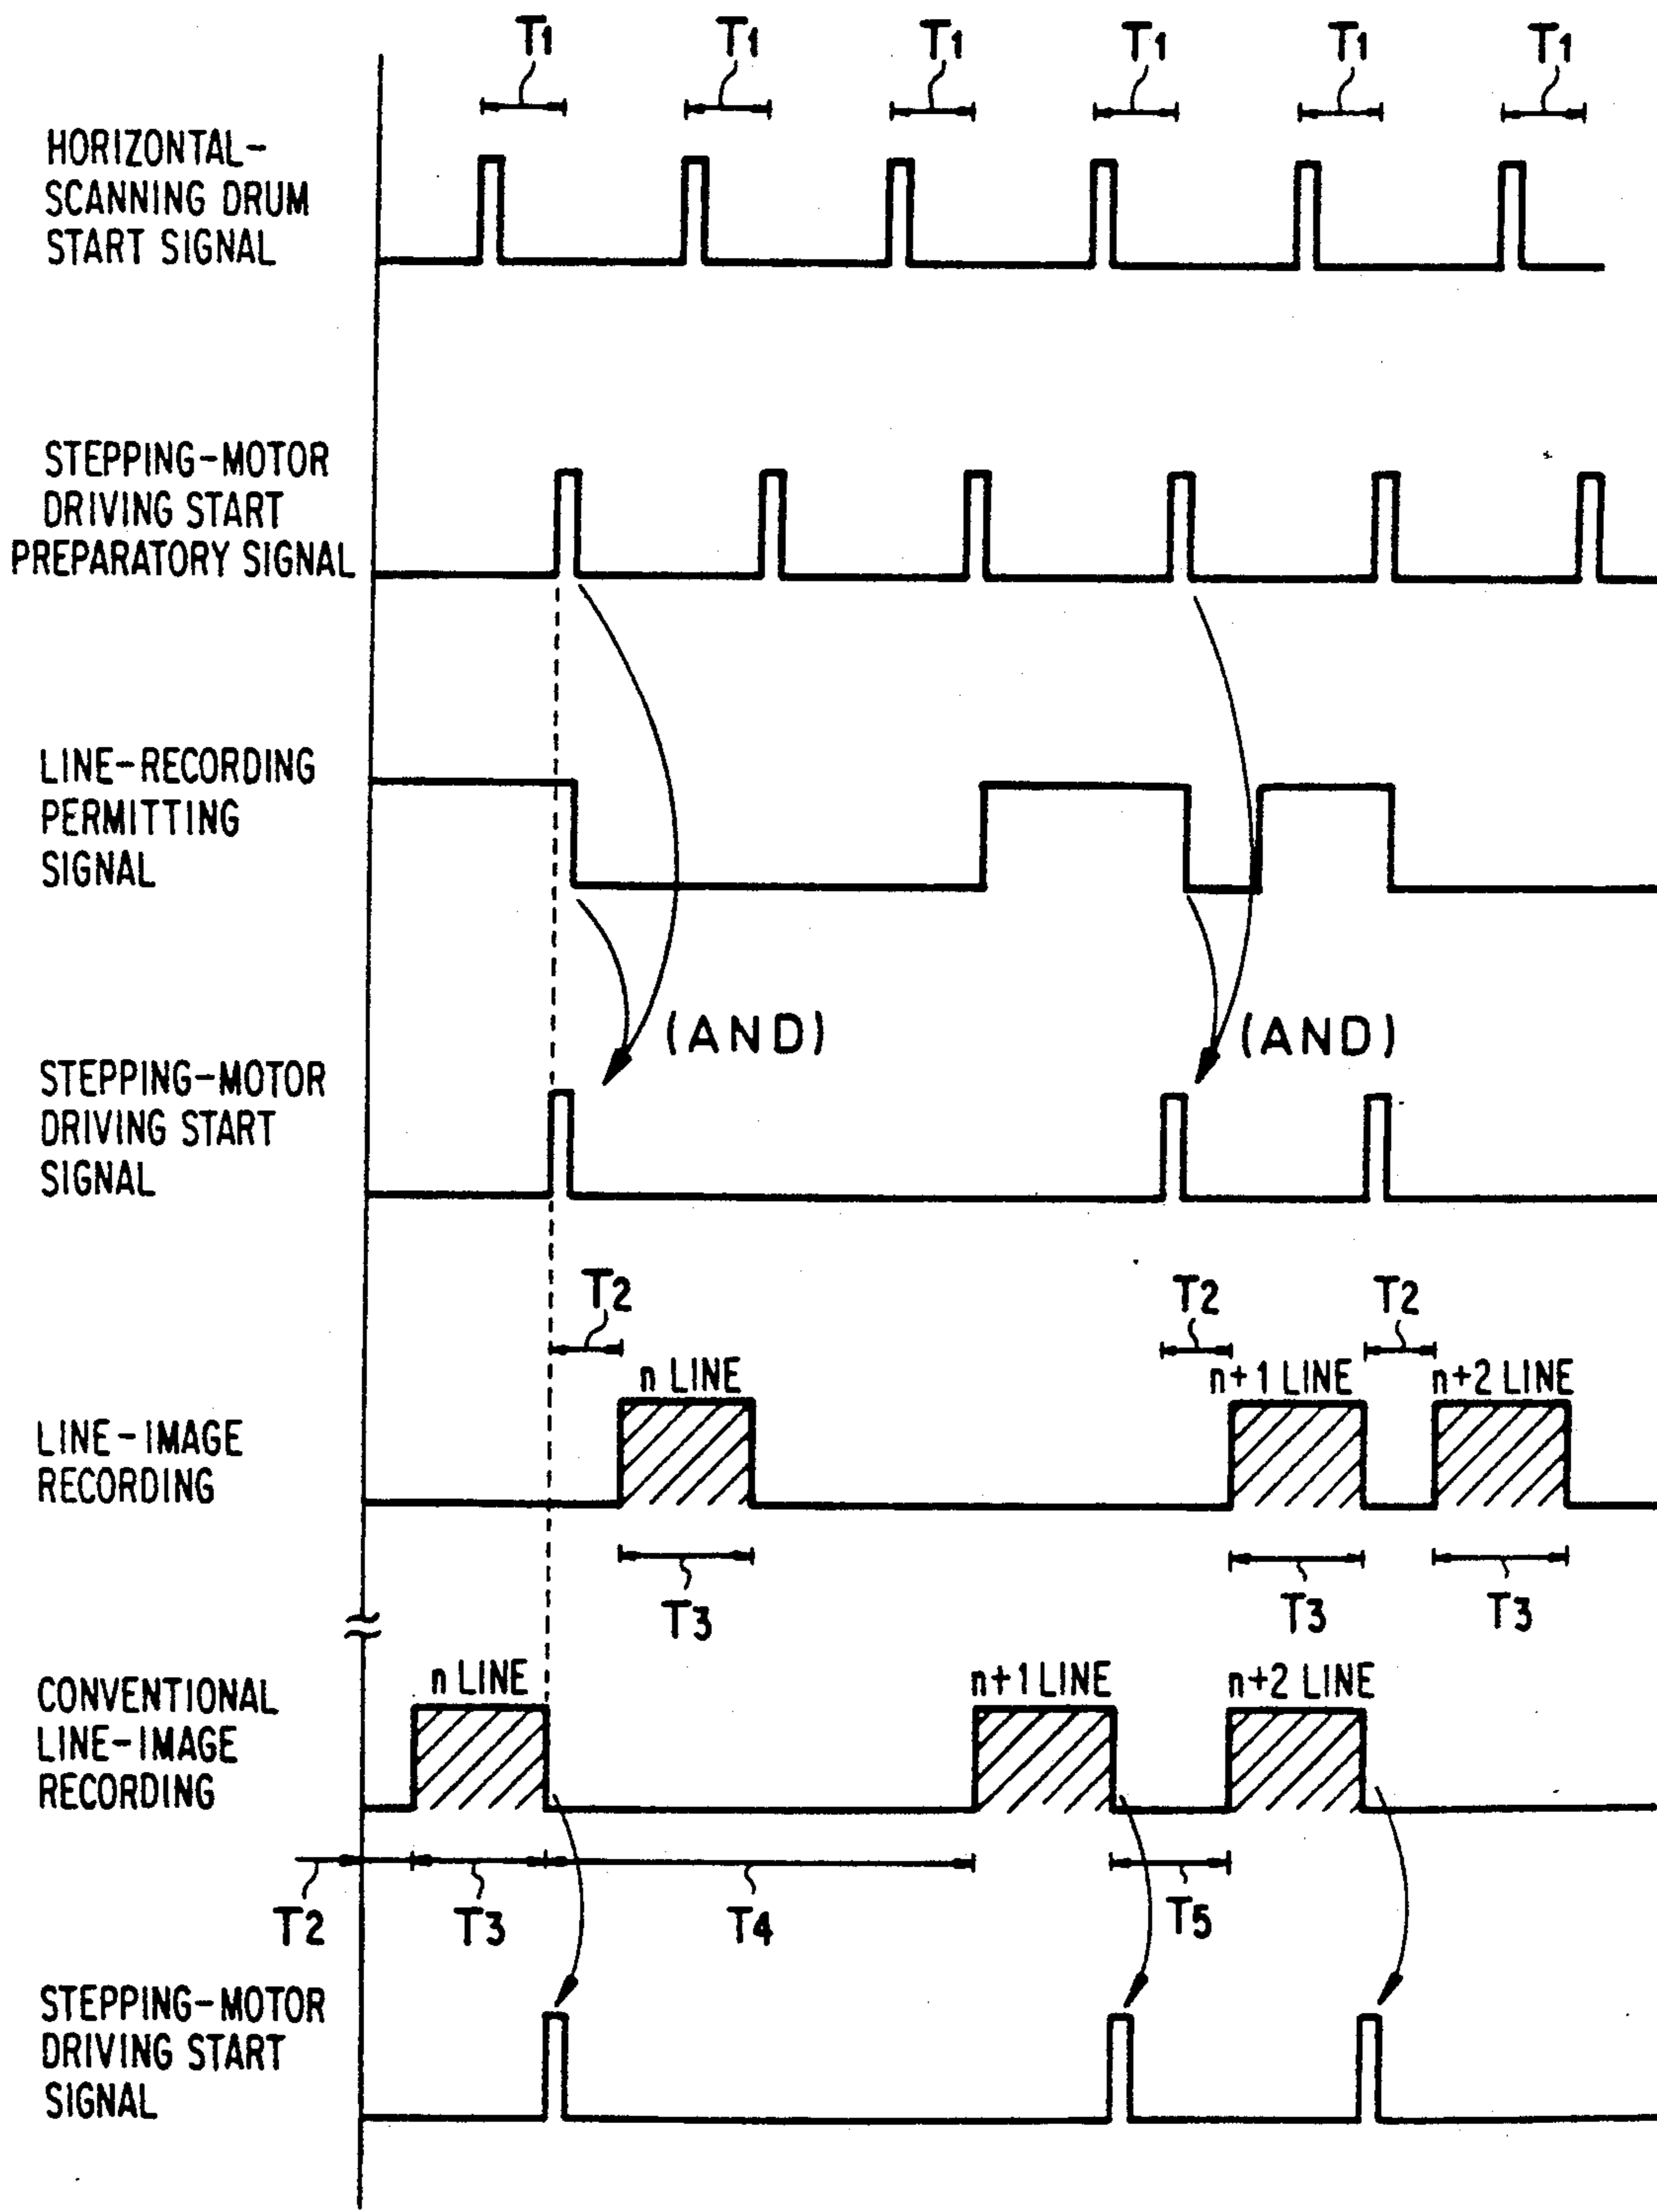 T1 T1 T1 T1 T1 T1
HORIZONTAL-
SCANNING DRUM
START SIGNAL
STEPPING-MOTOR
DRIVING START
PREPARATORY SIGNAL
LINE-RECORDING
PERMITTING
SIGNAL
(AND) (AND)
STEPPING-MOTOR
DRIVING START
SIGNAL
T2 T2 T2
n LINE n+1 LINE n+2 LINE
LINE-IMAGE
RECORDING
T3 T3 T3
n LINE n+1 LINE n+2 LINE
CONVENTIONAL
LINE-IMAGE
RECORDING
T2 T3 T4 T5
STEPPING-MOTOR
DRIVING START
SIGNAL